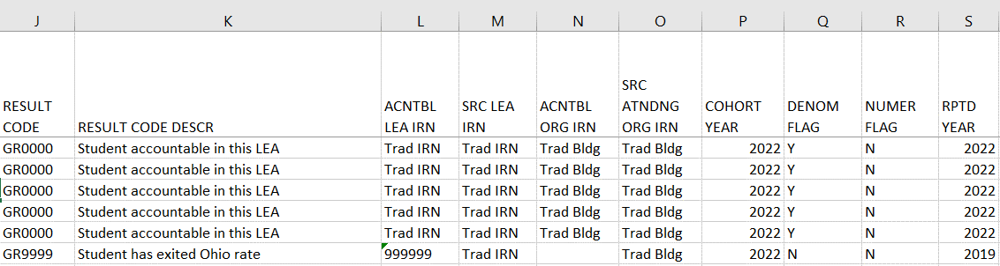 J K L M N O P Q R S
SRC
RESULT ACNTBL SRC LEA ACNTBL ATNDNG COHORT DENOM NUMER RPTD
CODE RESULT CODE DESCR LEA IRN IRN ORG IRN ORG IRN YEAR FLAG FLAG YEAR
GR0000 Student accountable in this LEA Trad IRN Trad IRN Trad Bldg Trad Bldg 2022 Y N 2022
GR0000 Student accountable in this LEA Trad IRN Trad IRN Trad Bldg Trad Bldg 2022 Y N 2022
GR0000 Student accountable in this LEA Trad IRN Trad IRN Trad Bldg Trad Bldg 2022 Y N 2022
GR0000 Student accountable in this LEA Trad IRN Trad IRN Trad Bldg Trad Bldg 2022 Y N 2022
GR0000 Student accountable in this LEA Trad IRN Trad IRN Trad Bldg Trad Bldg 2022 Y N 2022
GR9999 Student has exited Ohio rate 999999 Trad IRN Trad Bldg 2022 N N 2019